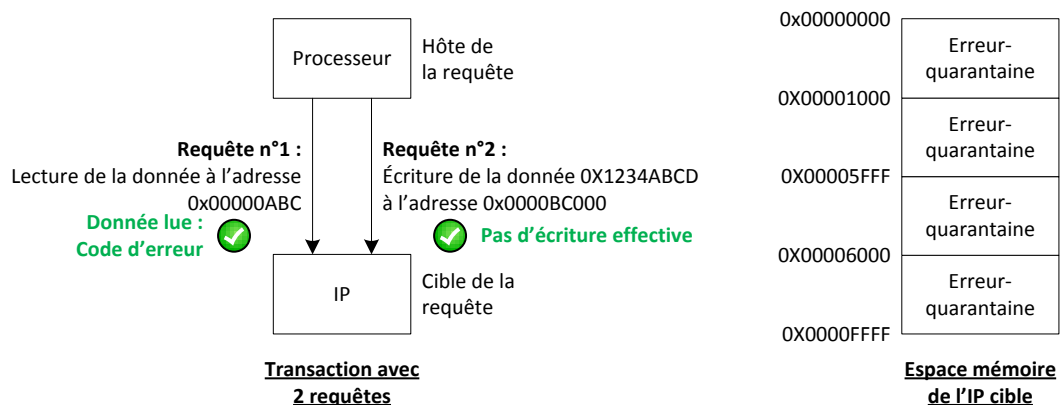 Processeur
Hôte de
la requête
Requête n°1 :
Lecture de la donnée à l'adresse
0x00000ABC
Donnée lue :
Code d'erreur
Requête n°2 :
Écriture de la donnée 0X1234ABCD
à l'adresse 0x0000BC000
Pas d'écriture effective
IP
Cible de la
requête
Transaction avec
2 requêtes
0x00000000
Erreur-
quarantaine
0X00001000
Erreur-
quarantaine
0X00005FFF
Erreur-
quarantaine
0X00006000
Erreur-
quarantaine
0X0000FFFF
Espace mémoire
de l'IP cible